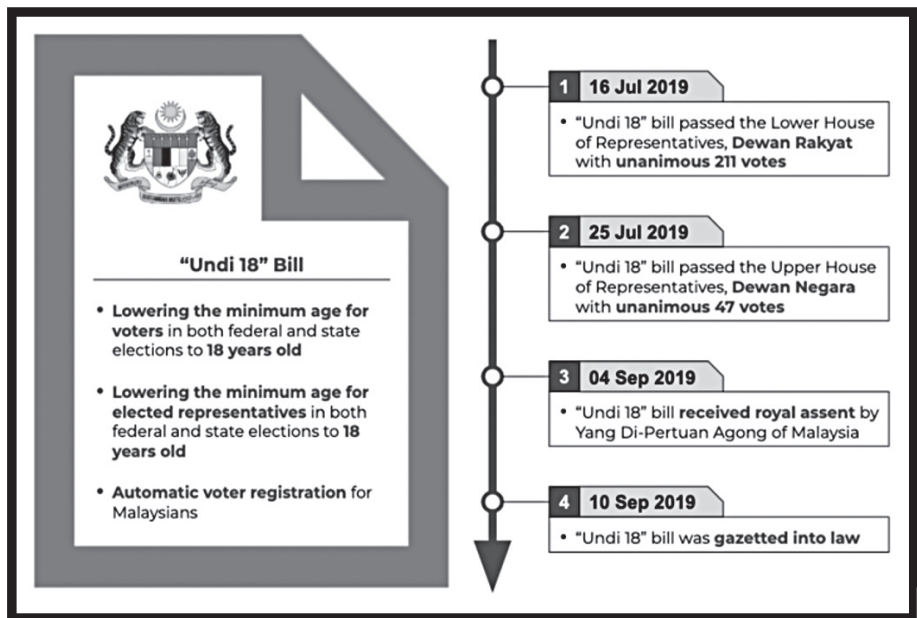 “Undi 18” Bill
• Lowering the minimum age for
voters in both federal and state
elections to 18 years old
• Lowering the minimum age for
elected representatives in both
federal and state elections to 18
years old
• Automatic voter registration for
Malaysians
1 16 Jul 2019
• “Undi 18” bill passed the Lower House
of Representatives, Dewan Rakyat
with unanimous 211 votes
2 25 Jul 2019
• “Undi 18” bill passed the Upper House
of Representatives, Dewan Negara
with unanimous 47 votes
3 04 Sep 2019
• “Undi 18” bill received royal assent by
Yang Di-Pertuan Agong of Malaysia
4 10 Sep 2019
• “Undi 18” bill was gazetted into law